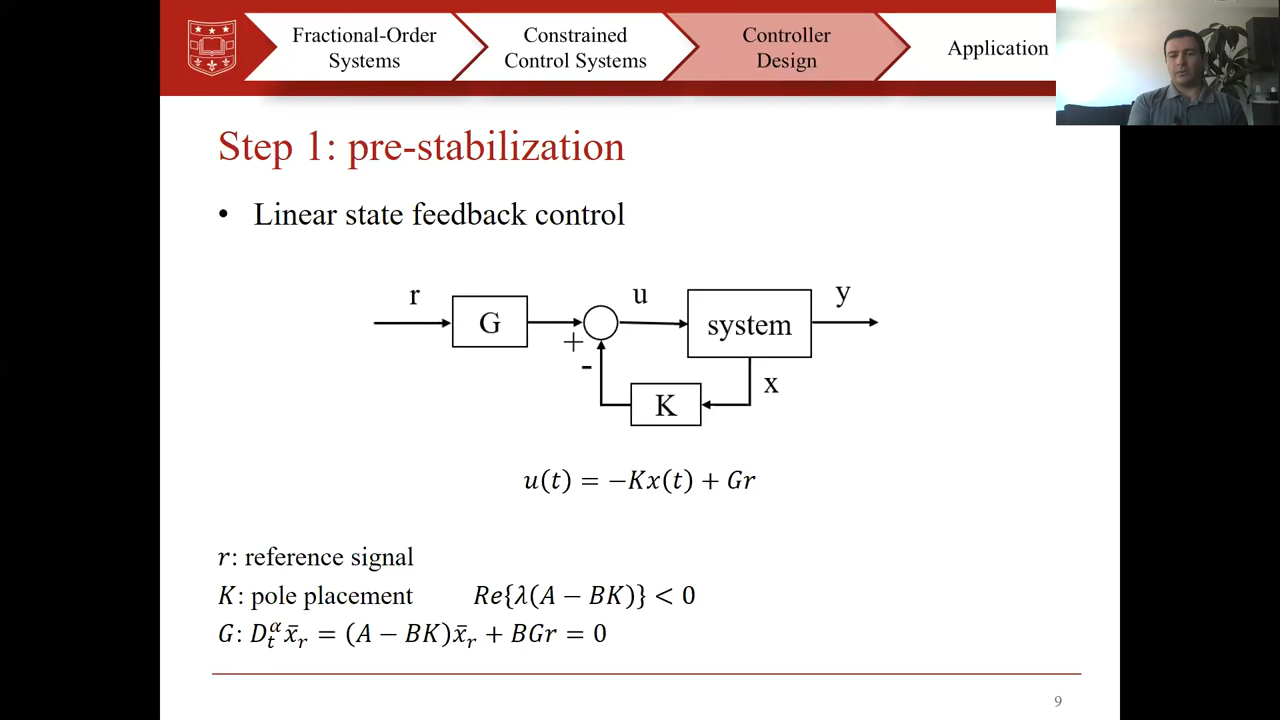 Fractional-Order
Systems
Constrained
Control Systems
Controller
Design
Application
Step 1: pre-stabilization
• Linear state feedback control
r
G
+
-
u
system
y
x
K
u(t) = −Kx(t) + Gr
r: reference signal
K: pole placement Re{λ(A − BK)} < 0
G: D_t^α x̄_r = (A − BK)x̄_r + BGr = 0
9